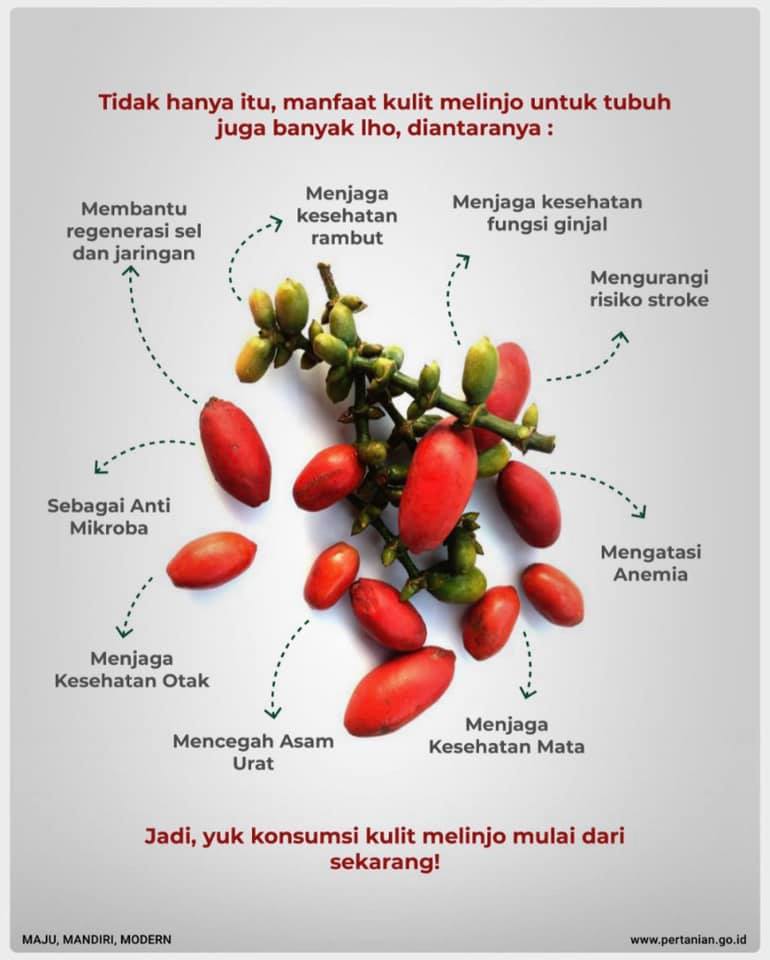 Tidak hanya itu, manfaat kulit melinjo untuk tubuh
juga banyak lho, diantaranya :
Membantu
regenerasi sel
dan jaringan
Menjaga
kesehatan
rambut
Menjaga kesehatan
fungsi ginjal
Mengurangi
risiko stroke
Sebagai Anti
Mikroba
Mengatasi
Anemia
Menjaga
Kesehatan Otak
Mencegah Asam
Urat
Menjaga
Kesehatan Mata
Jadi, yuk konsumsi kulit melinjo mulai dari
sekarang!
MAJU, MANDIRI, MODERN
www.pertanian.go.id